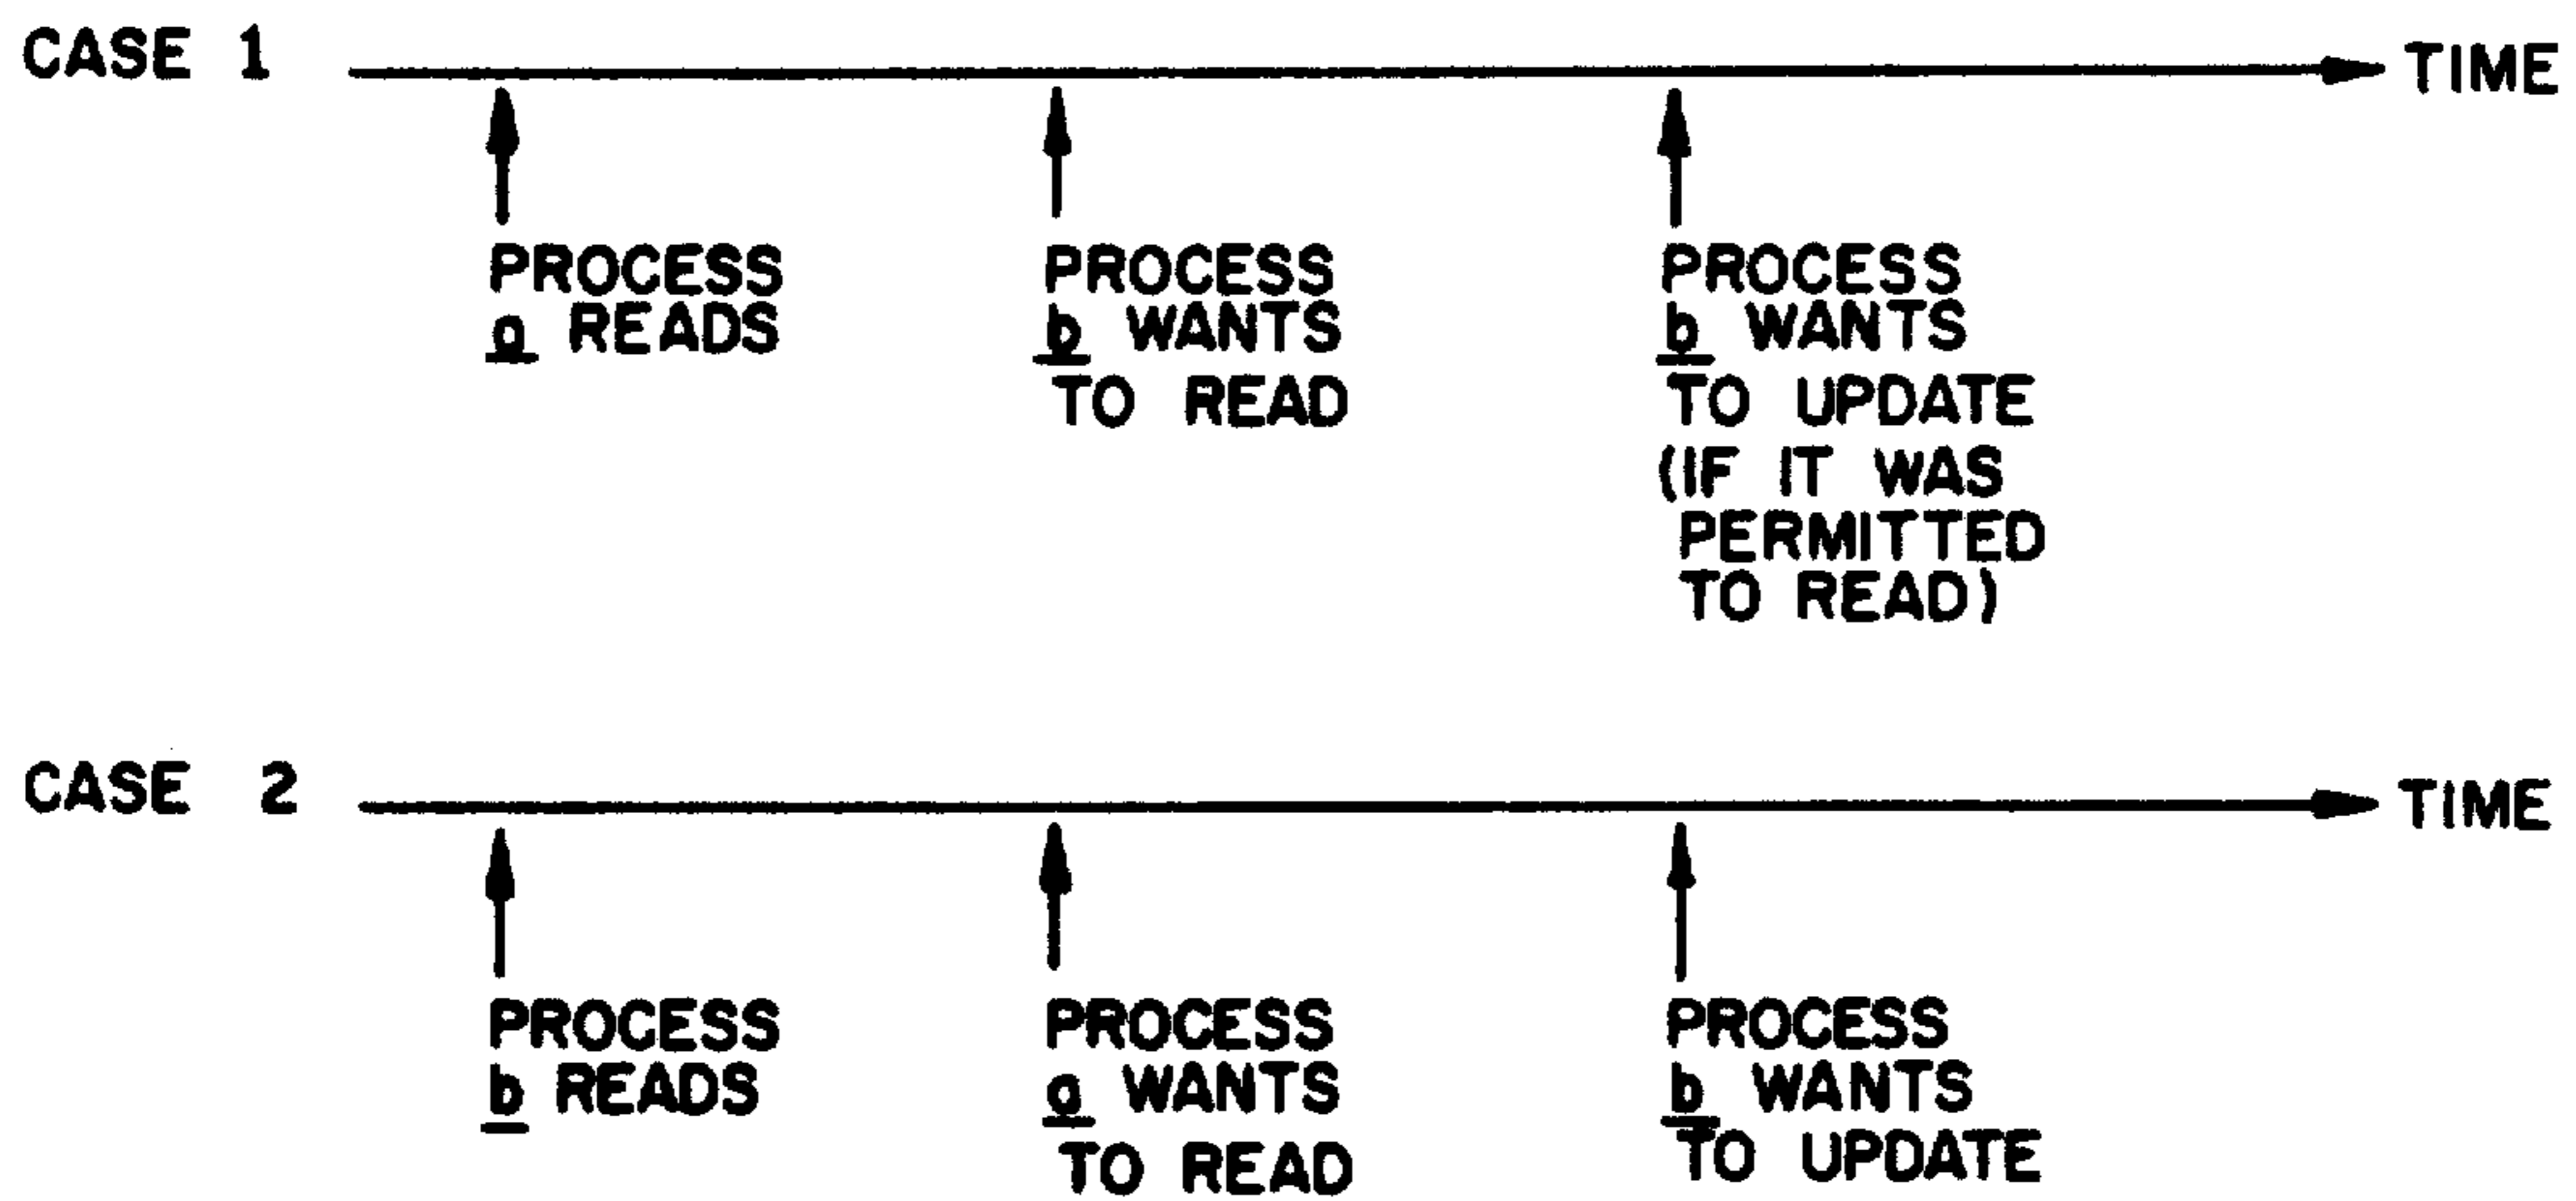 CASE 1
TIME
PROCESS
a READS
PROCESS
b WANTS
TO READ
PROCESS
b WANTS
TO UPDATE
(IF IT WAS
PERMITTED
TO READ)
CASE 2
TIME
PROCESS
b READS
PROCESS
a WANTS
TO READ
PROCESS
b WANTS
TO UPDATE